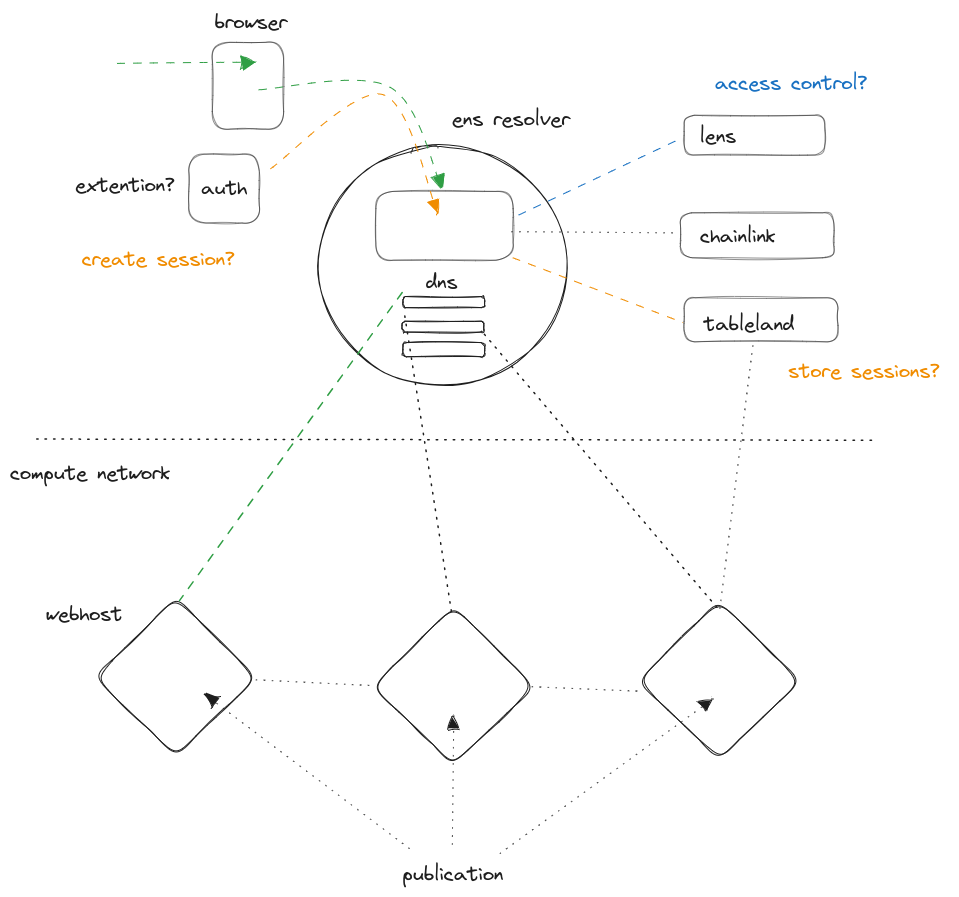 browser
access control?
ens resolver
lens
extention?
auth
chainlink
create session?
dns
tableland
store sessions?
compute network
webhost
publication